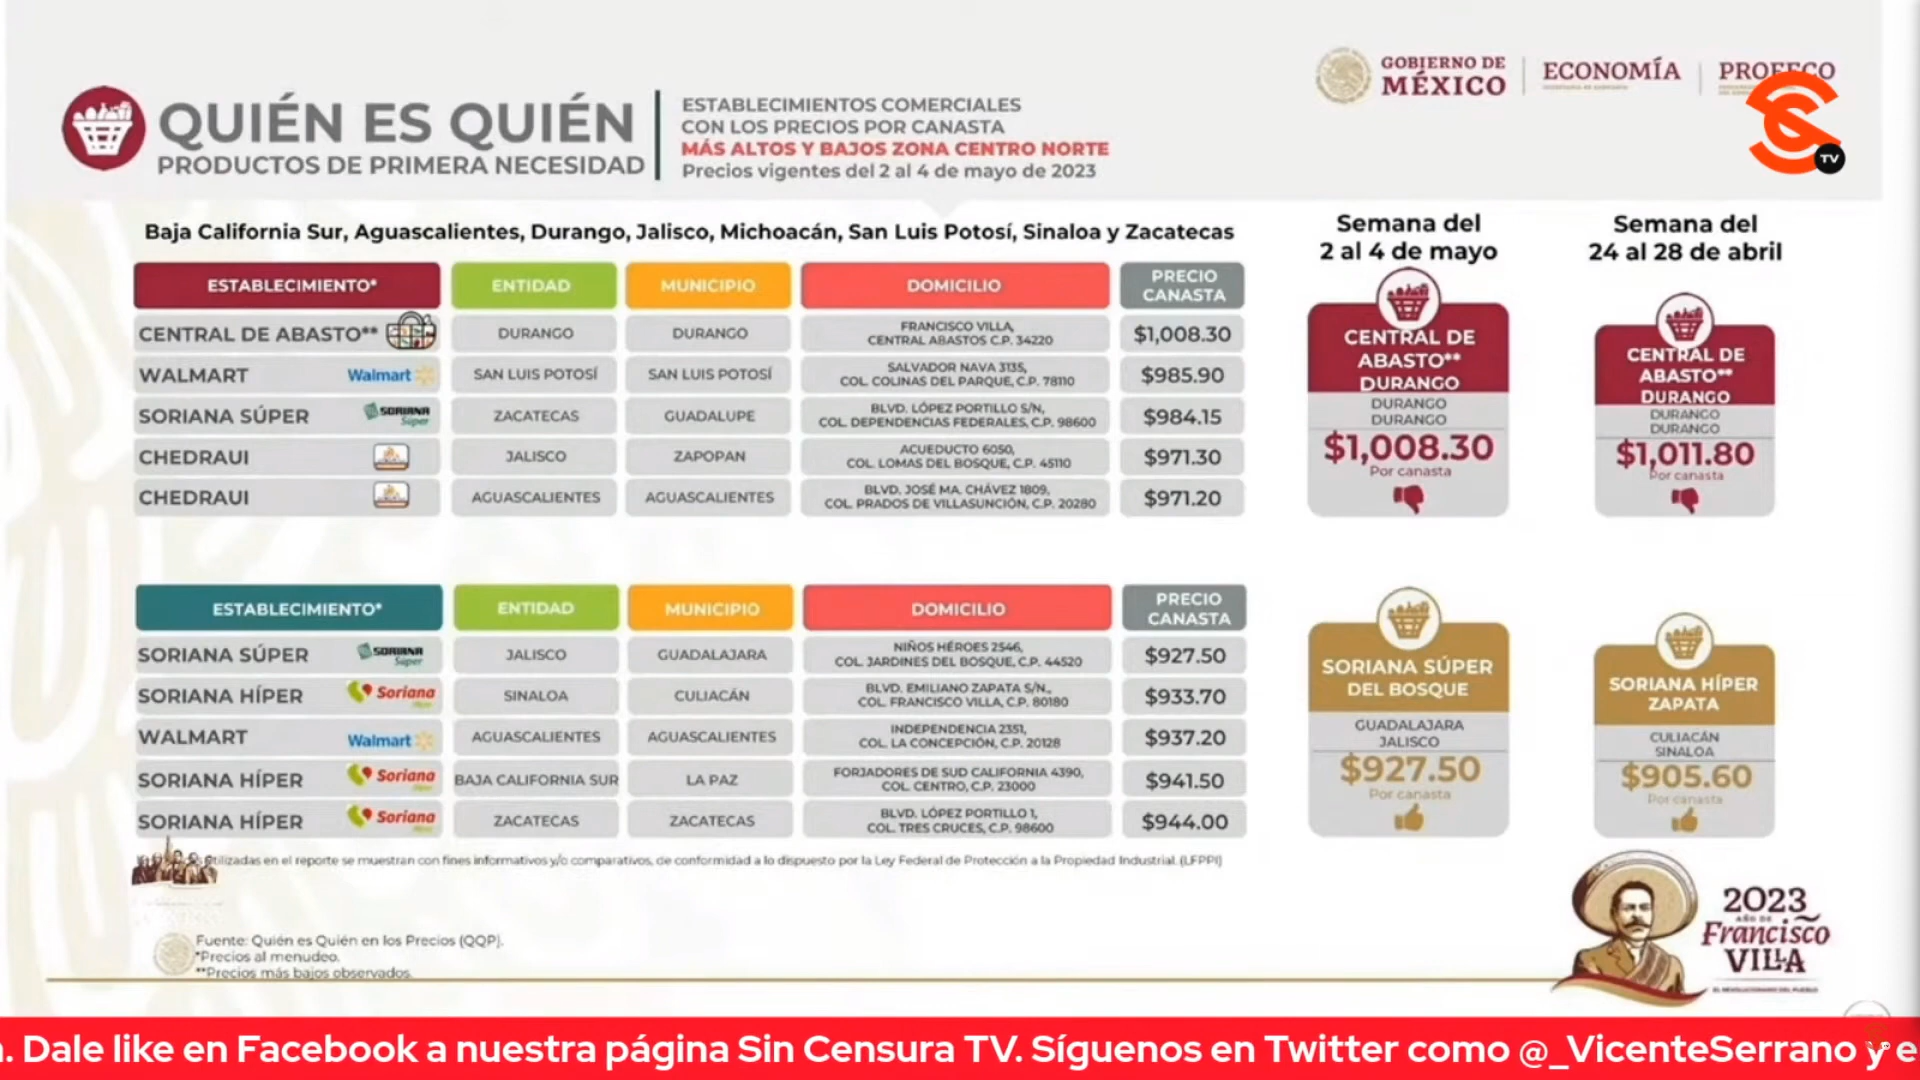 GOBIERNO DE
MÉXICO
ECONOMÍA
PROFECO
TV
QUIÉN ES QUIÉN
PRODUCTOS DE PRIMERA NECESIDAD
ESTABLECIMIENTOS COMERCIALES
CON LOS PRECIOS POR CANASTA
MÁS ALTOS Y BAJOS ZONA CENTRO NORTE
Precios vigentes del 2 al 4 de mayo de 2023
Baja California Sur, Aguascalientes, Durango, Jalisco, Michoacán, San Luis Potosí, Sinaloa y Zacatecas
ESTABLECIMIENTO* ENTIDAD MUNICIPIO DOMICILIO PRECIO CANASTA
CENTRAL DE ABASTO** DURANGO DURANGO FRANCISCO VILLA, CENTRAL ABASTOS C.P. 34220 $1,008.30
WALMART Walmart SAN LUIS POTOSÍ SAN LUIS POTOSÍ SALVADOR NAVA 3135, COL. COLINAS DEL PARQUE, C.P. 78110 $985.90
SORIANA SÚPER SORIANA Súper ZACATECAS GUADALUPE BLVD. LÓPEZ PORTILLO S/N, COL. DEPENDENCIAS FEDERALES, C.P. 98600 $984.15
CHEDRAUI JALISCO ZAPOPAN ACUEDUCTO 6050, COL. LOMAS DEL BOSQUE, C.P. 45110 $971.30
CHEDRAUI AGUASCALIENTES AGUASCALIENTES BLVD. JOSÉ MA. CHÁVEZ 1809, COL. PRADOS DE VILLASUNCIÓN, C.P. 20280 $971.20
Semana del
2 al 4 de mayo
CENTRAL DE
ABASTO**
DURANGO
DURANGO
DURANGO
$1,008.30
Por canasta
Semana del
24 al 28 de abril
CENTRAL DE
ABASTO**
DURANGO
DURANGO
DURANGO
$1,011.80
Por canasta
ESTABLECIMIENTO* ENTIDAD MUNICIPIO DOMICILIO PRECIO CANASTA
SORIANA SÚPER SORIANA Súper JALISCO GUADALAJARA NIÑOS HÉROES 2546, COL. JARDINES DEL BOSQUE, C.P. 44520 $927.50
SORIANA HÍPER Soriana SINALOA CULIACÁN BLVD. EMILIANO ZAPATA S/N., COL. FRANCISCO VILLA, C.P. 80180 $933.70
WALMART Walmart AGUASCALIENTES AGUASCALIENTES INDEPENDENCIA 2351, COL. LA CONCEPCIÓN, C.P. 20128 $937.20
SORIANA HÍPER Soriana BAJA CALIFORNIA SUR LA PAZ FORJADORES DE SUD CALIFORNIA 4390, COL. CENTRO, C.P. 23000 $941.50
SORIANA HÍPER Soriana ZACATECAS ZACATECAS BLVD. LÓPEZ PORTILLO 1, COL. TRES CRUCES, C.P. 98600 $944.00
SORIANA SÚPER
DEL BOSQUE
GUADALAJARA
JALISCO
$927.50
Por canasta
SORIANA HÍPER
ZAPATA
CULIACÁN
SINALOA
$905.60
Por canasta
utilizadas en el reporte se muestran con fines informativos y/o comparativos, de conformidad a lo dispuesto por la Ley Federal de Protección a la Propiedad Industrial. (LFPPI)
Fuente: Quién es Quién en los Precios (QQP).
*Precios al menudeo.
**Precios más bajos observados.
2023
AÑO DE
Francisco
VILLA
EL REVOLUCIONARIO DEL PUEBLO
. Dale like en Facebook a nuestra página Sin Censura TV. Síguenos en Twitter como @_VicenteSerrano y e